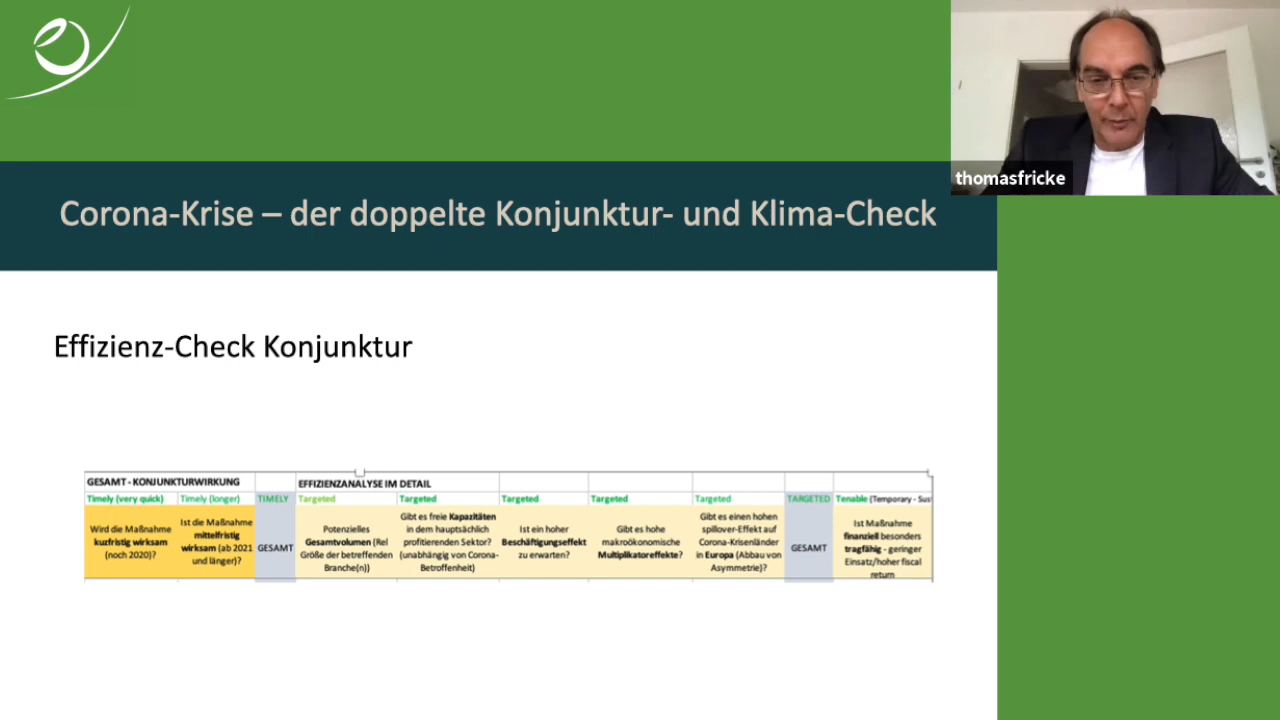 thomasfricke
Corona-Krise – der doppelte Konjunktur- und Klima-Check
Effizienz-Check Konjunktur
GESAMT - KONJUNKTURWIRKUNG
EFFIZIENZANALYSE IM DETAIL
Timely (very quick)
Timely (longer)
TIMELY
Targeted
Targeted
Targeted
Targeted
Targeted
TARGETED
Tenable (Temporary - Sus
Wird die Maßnahme
kuzfristig wirksam
(noch 2020)?
Ist die Maßnahme
mittelfristig
wirksam (ab 2021
und länger)?
GESAMT
Potenzielles
Gesamtvolumen (Rel
Größe der betreffenden
Branche(n))
Gibt es freie Kapazitäten
in dem hauptsächlich
profitierenden Sektor?
(unabhängig von Corona-
Betroffenheit)
Ist ein hoher
Beschäftigungseffekt
zu erwarten?
Gibt es hohe
makroökonomische
Multiplikatoreffekte?
Gibt es einen hohen
spillover-Effekt auf
Corona-Krisenländer
in Europa (Abbau von
Asymmetrie)?
GESAMT
Ist Maßnahme
finanziell besonders
tragfähig - geringer
Einsatz/hoher fiscal
return